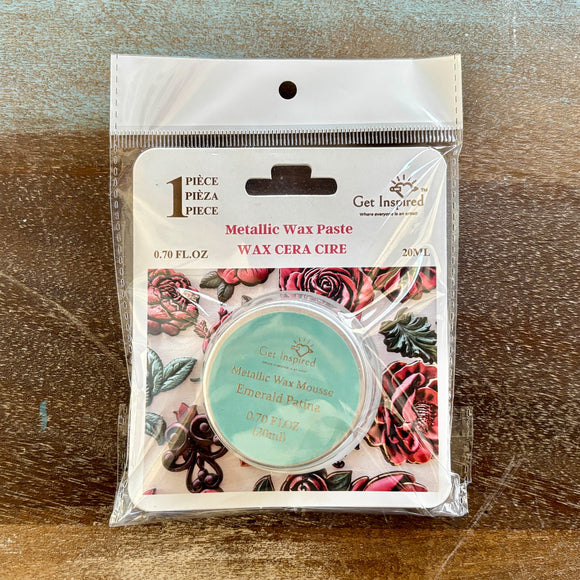 1 PIÈCE
PIÈZA
PIECE
Get Inspired™
Where everyone is an artist!
Metallic Wax Paste
WAX CERA CIRE
0.70 FL.OZ
20ML
Get Inspired
Metallic Wax Mousse
Emerald Patina
0.70 Fl.OZ
(20ml)